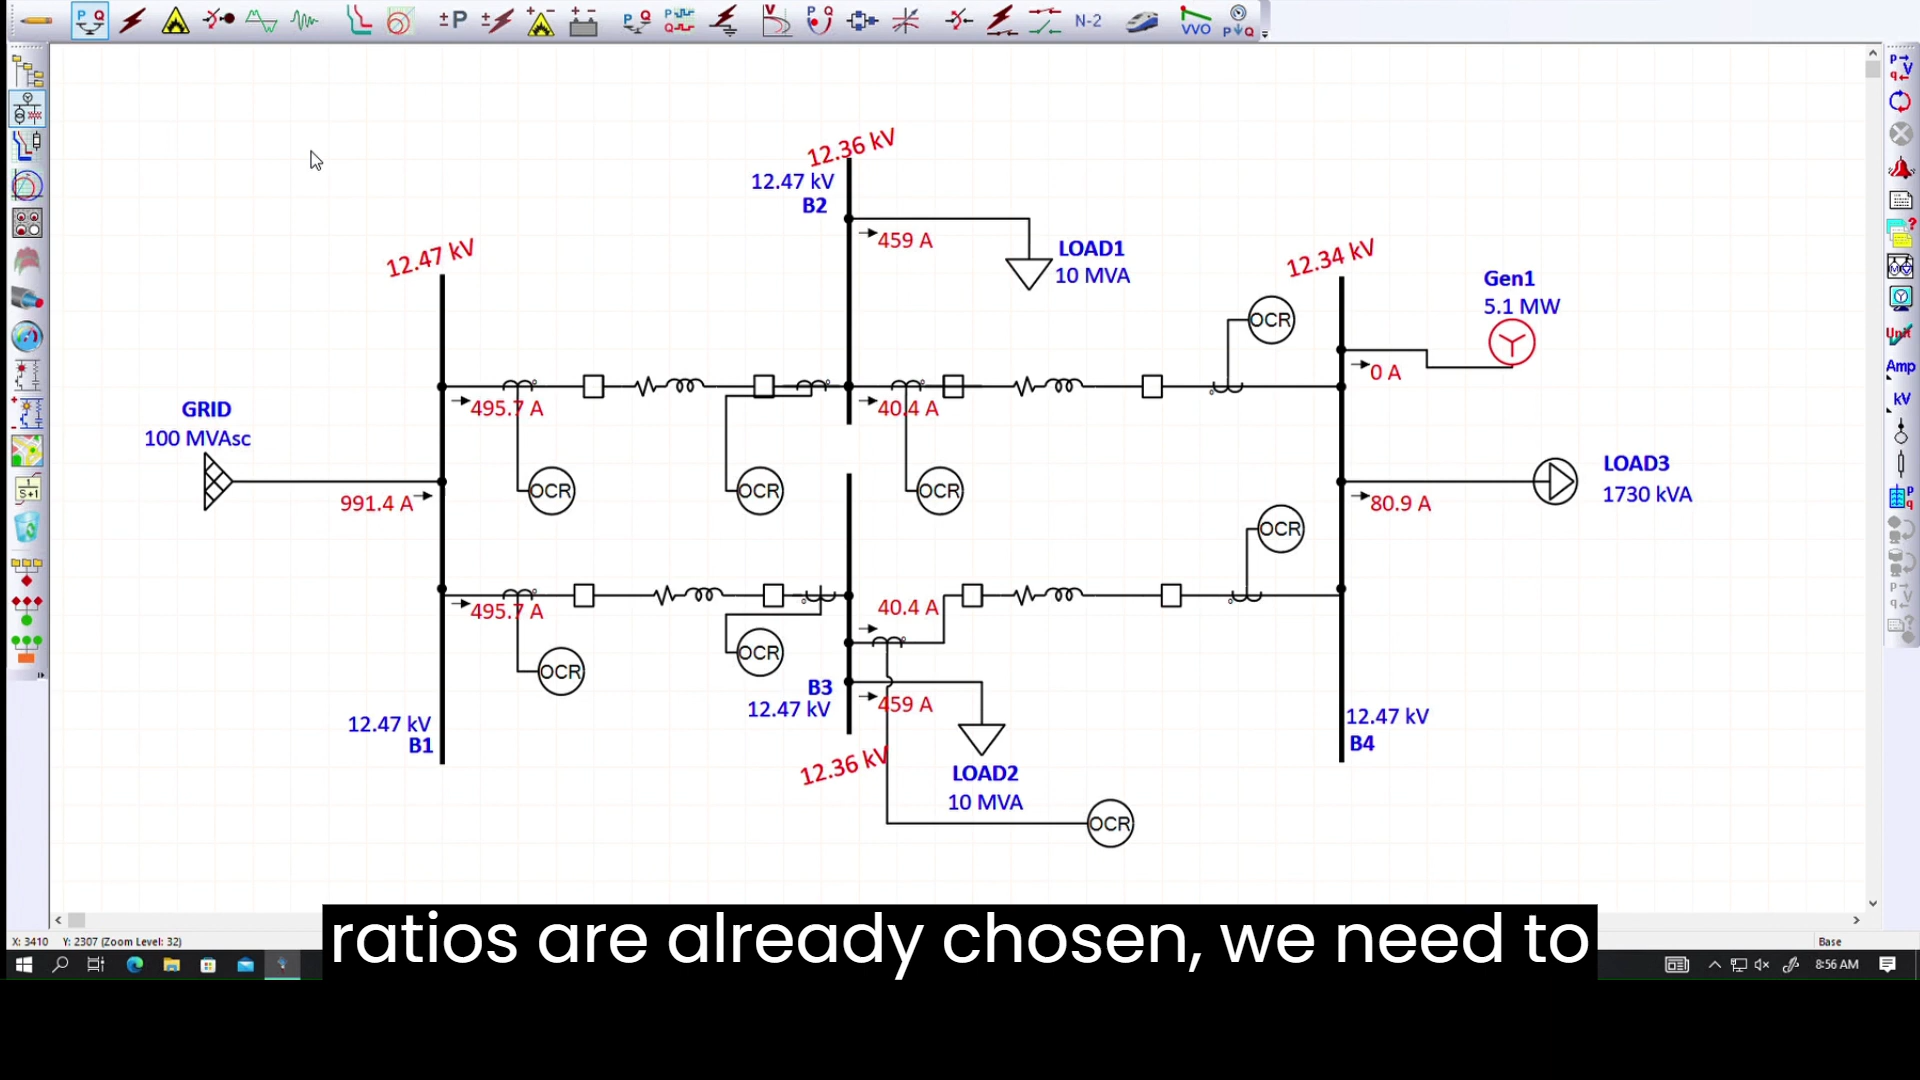 P Q
± P
P Q
P Q
N-2
VVO
P Q
12.36 kV
12.47 kV
B2
459 A
LOAD1
10 MVA
12.47 kV
12.34 kV
Gen1
5.1 MW
OCR
0 A
495.7 A
40.4 A
GRID
100 MVAsc
991.4 A
OCR
OCR
OCR
LOAD3
1730 kVA
80.9 A
OCR
495.7 A
40.4 A
OCR
OCR
B3
12.47 kV
459 A
12.47 kV
B1
12.47 kV
B4
12.36 kV
LOAD2
10 MVA
OCR
Amp
kV
ratios are already chosen, we need to
X: 3410 Y: 2307 (Zoom Level: 32)
Base
8:56 AM